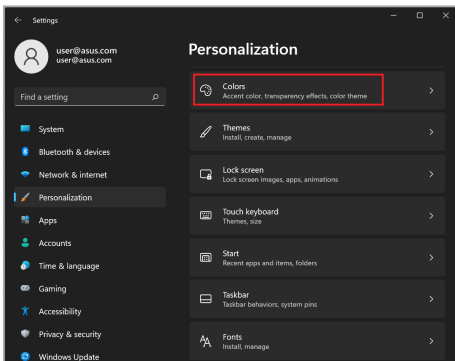 Settings
user@asus.com
user@asus.com
Find a setting
System
Bluetooth & devices
Network & internet
Personalization
Apps
Accounts
Time & language
Gaming
Accessibility
Privacy & security
Windows Update
Personalization
Colors
Accent color, transparency effects, color theme
Themes
Install, create, manage
Lock screen
Lock screen images, apps, animations
Touch keyboard
Themes, size
Start
Recent apps and items, folders
Taskbar
Taskbar behaviors, system pins
Fonts
Install, manage